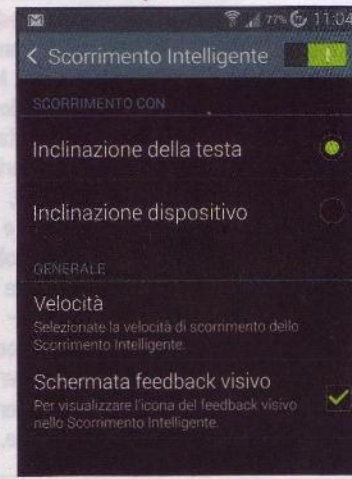 77% 11:04
< Scorrimento Intelligente
SCORRIMENTO CON
Inclinazione della testa
Inclinazione dispositivo
GENERALE
Velocità
Selezionate la velocità di scorrimento dello
Scorrimento Intelligente.
Schermata feedback visivo
Per visualizzare l'icona del feedback visivo
nello Scorrimento Intelligente.